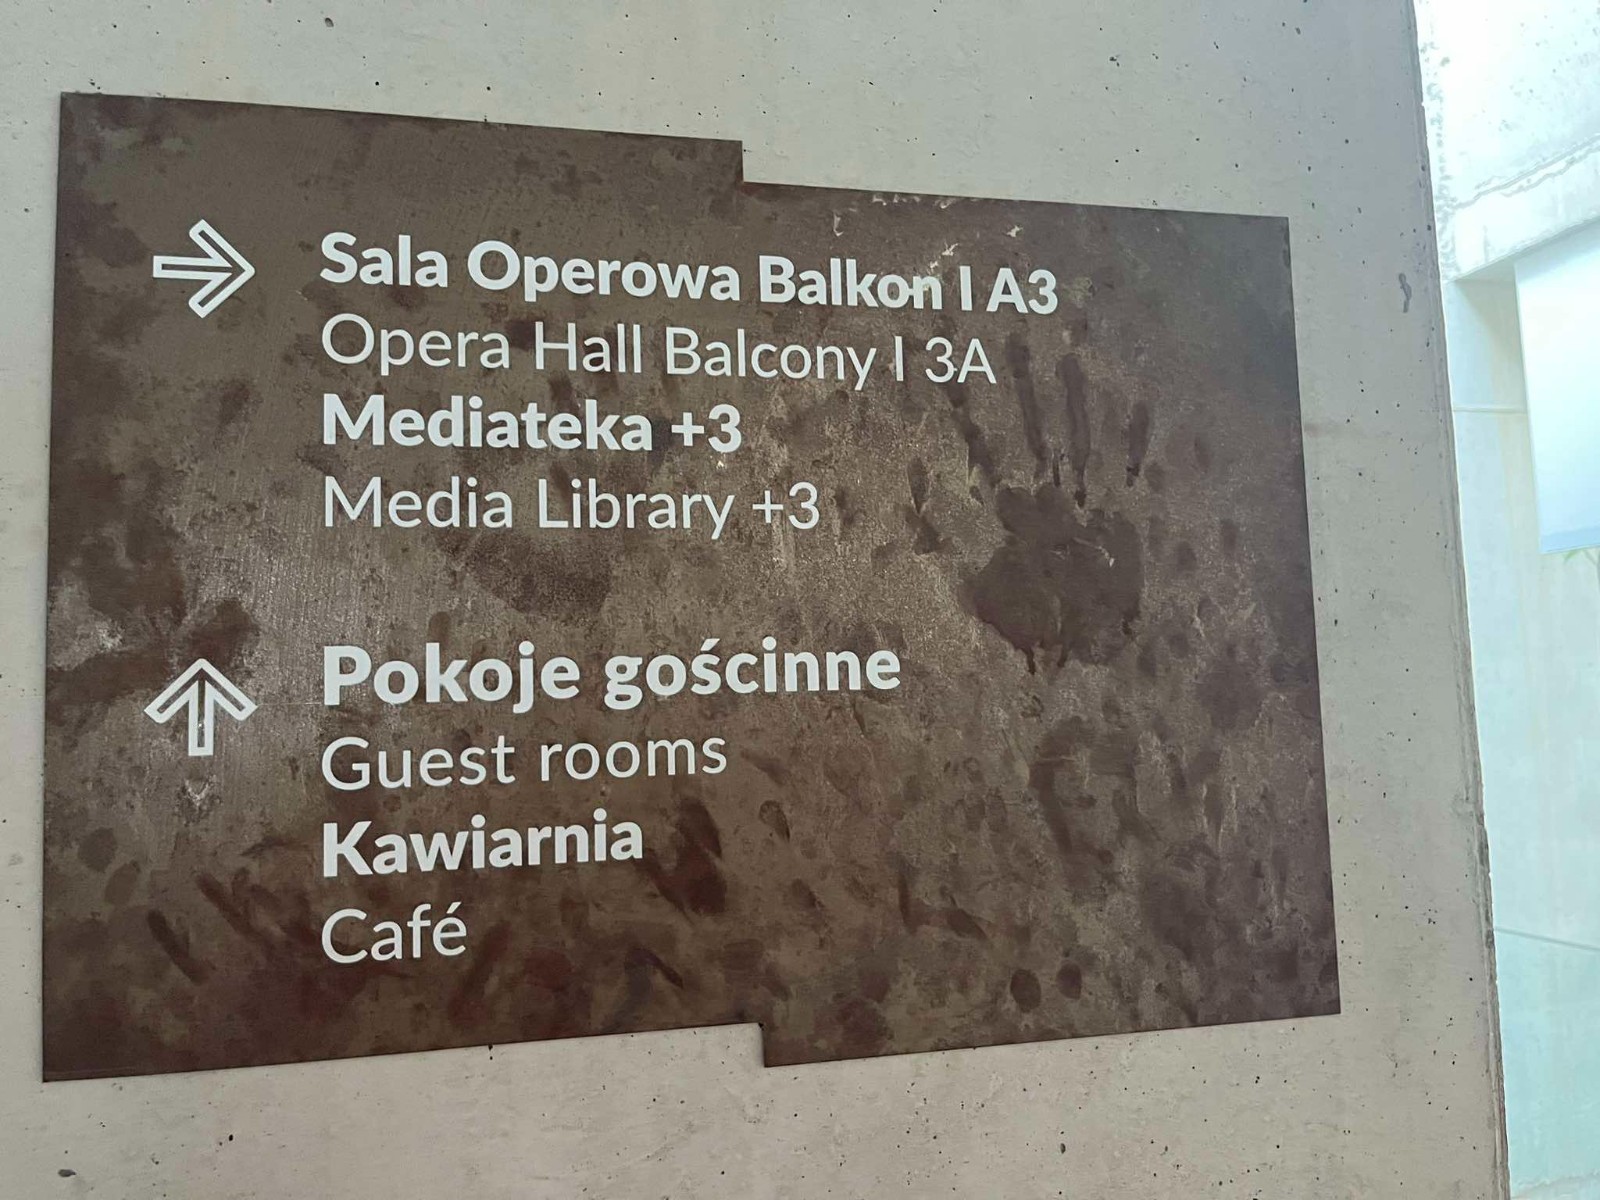 Sala Operowa Balkon I A3
Opera Hall Balcony I 3A
Mediateka +3
Media Library +3
Pokoje gościnne
Guest rooms
Kawiarnia
Café